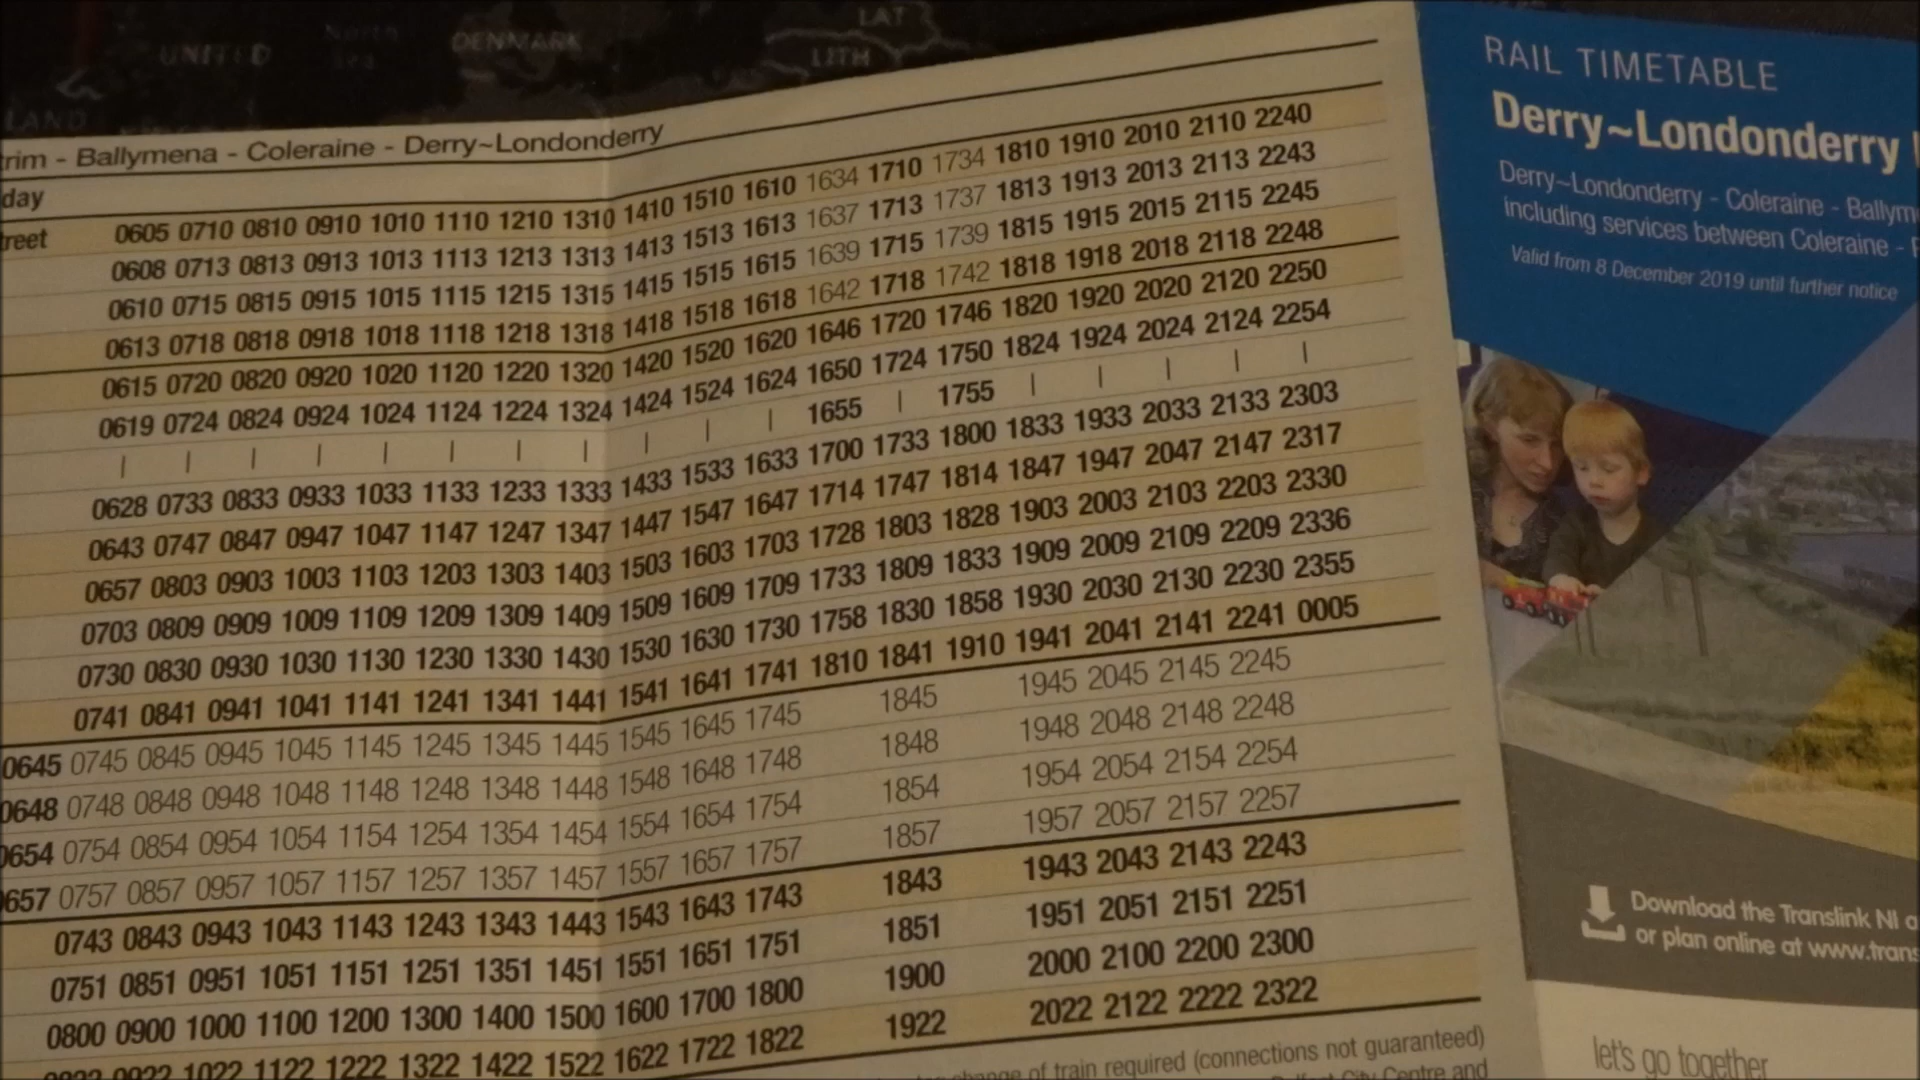 UNITED
North
Sea
DENMARK
LAT
LITH
LAND
trim - Ballymena - Coleraine - Derry~Londonderry
day
treet 0605 0710 0810 0910 1010 1110 1210 1310 1410 1510 1610 1634 1710 1734 1810 1910 2010 2110 2240
0608 0713 0813 0913 1013 1113 1213 1313 1413 1513 1613 1637 1713 1737 1813 1913 2013 2113 2243
0610 0715 0815 0915 1015 1115 1215 1315 1415 1515 1615 1639 1715 1739 1815 1915 2015 2115 2245
0613 0718 0818 0918 1018 1118 1218 1318 1418 1518 1618 1642 1718 1742 1818 1918 2018 2118 2248
0615 0720 0820 0920 1020 1120 1220 1320 1420 1520 1620 1646 1720 1746 1820 1920 2020 2120 2250
0619 0724 0824 0924 1024 1124 1224 1324 1424 1524 1624 1650 1724 1750 1824 1924 2024 2124 2254
| | | | | | | | | | | 1655 | 1755 | | | | |
0628 0733 0833 0933 1033 1133 1233 1333 1433 1533 1633 1700 1733 1800 1833 1933 2033 2133 2303
0643 0747 0847 0947 1047 1147 1247 1347 1447 1547 1647 1714 1747 1814 1847 1947 2047 2147 2317
0657 0803 0903 1003 1103 1203 1303 1403 1503 1603 1703 1728 1803 1828 1903 2003 2103 2203 2330
0703 0809 0909 1009 1109 1209 1309 1409 1509 1609 1709 1733 1809 1833 1909 2009 2109 2209 2336
0730 0830 0930 1030 1130 1230 1330 1430 1530 1630 1730 1758 1830 1858 1930 2030 2130 2230 2355
0741 0841 0941 1041 1141 1241 1341 1441 1541 1641 1741 1810 1841 1910 1941 2041 2141 2241 0005
0645 0745 0845 0945 1045 1145 1245 1345 1445 1545 1645 1745 1845 1945 2045 2145 2245
0648 0748 0848 0948 1048 1148 1248 1348 1448 1548 1648 1748 1848 1948 2048 2148 2248
0654 0754 0854 0954 1054 1154 1254 1354 1454 1554 1654 1754 1854 1954 2054 2154 2254
0657 0757 0857 0957 1057 1157 1257 1357 1457 1557 1657 1757 1857 1957 2057 2157 2257
0743 0843 0943 1043 1143 1243 1343 1443 1543 1643 1743 1843 1943 2043 2143 2243
0751 0851 0951 1051 1151 1251 1351 1451 1551 1651 1751 1851 1951 2051 2151 2251
0800 0900 1000 1100 1200 1300 1400 1500 1600 1700 1800 1900 2000 2100 2200 2300
0822 0922 1022 1122 1222 1322 1422 1522 1622 1722 1822 1922 2022 2122 2222 2322
change of train required (connections not guaranteed)
City Centre and
RAIL TIMETABLE
Derry~Londonderry
Derry~Londonderry - Coleraine - Ballym
including services between Coleraine - P
Valid from 8 December 2019 until further notice
Download the Translink NI a
or plan online at www.trans
let's go together